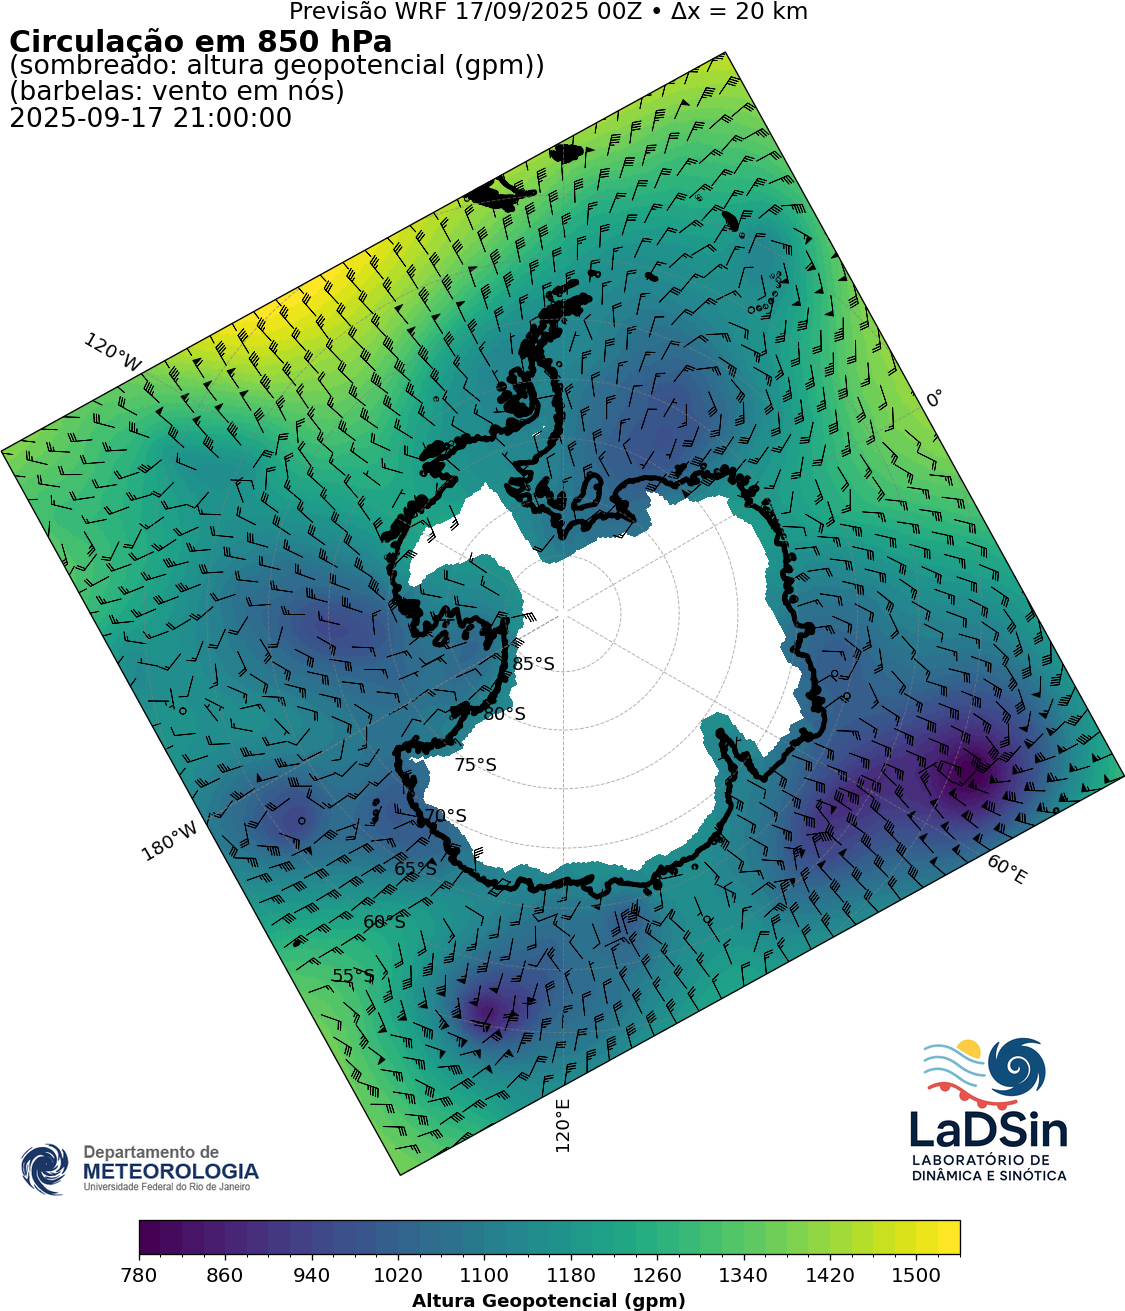 Previsão WRF 17/09/2025 00Z • Δx = 20 km
Circulação em 850 hPa
(sombreado: altura geopotencial (gpm))
(barbelas: vento em nós)
2025-09-17 21:00:00
120°W
0°
85°S
80°S
75°S
70°S
180°W
65°S
60°E
60°S
55°S
120°E
LaDSin
LABORATÓRIO DE
DINÂMICA E SINÓTICA
Departamento de
METEOROLOGIA
Universidade Federal do Rio de Janeiro
780 860 940 1020 1100 1180 1260 1340 1420 1500
Altura Geopotencial (gpm)